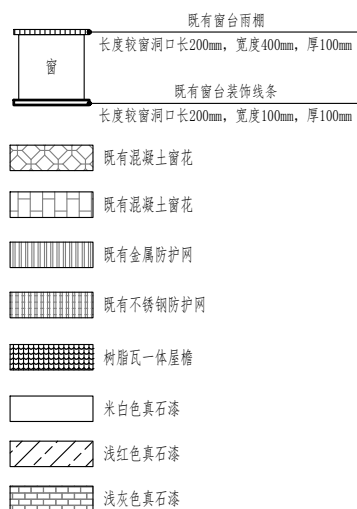 既有窗台雨棚
长度较窗洞口长200mm，宽度400mm，厚100mm
窗
既有窗台装饰线条
长度较窗洞口长200mm，宽度100mm，厚100mm
既有混凝土窗花
既有混凝土窗花
既有金属防护网
既有不锈钢防护网
树脂瓦一体屋檐
米白色真石漆
浅红色真石漆
浅灰色真石漆